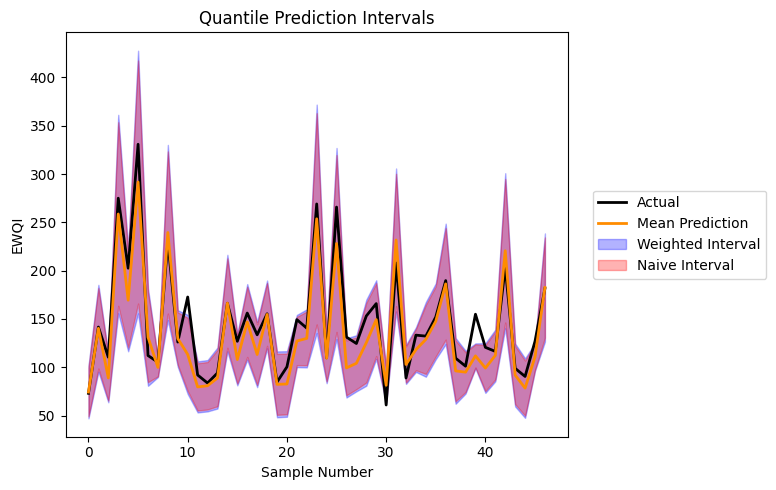 Quantile Prediction Intervals
EWQI
400
350
300
250
200
150
100
50
0
10
20
30
40
Sample Number
Actual
Mean Prediction
Weighted Interval
Naive Interval